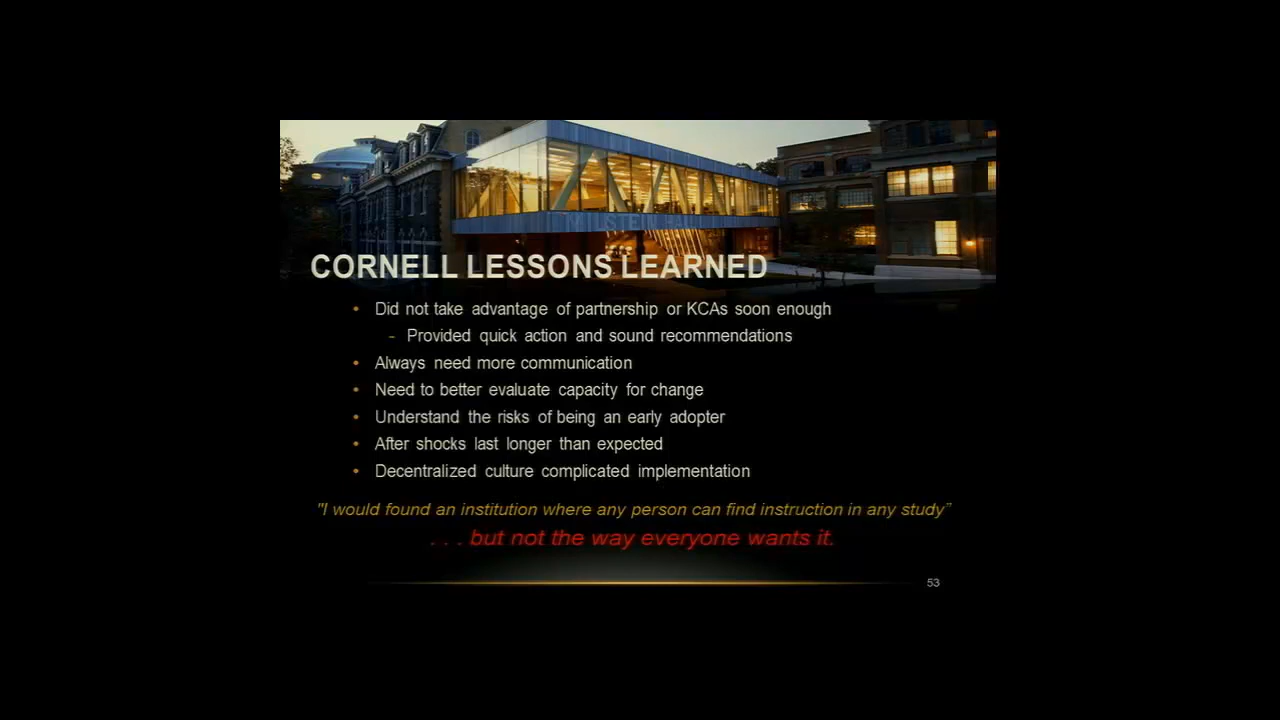 MILSTEIN HALL
CORNELL LESSONS LEARNED
• Did not take advantage of partnership or KCAs soon enough
- Provided quick action and sound recommendations
• Always need more communication
• Need to better evaluate capacity for change
• Understand the risks of being an early adopter
• After shocks last longer than expected
• Decentralized culture complicated implementation
"I would found an institution where any person can find instruction in any study"
. . . but not the way everyone wants it.
53